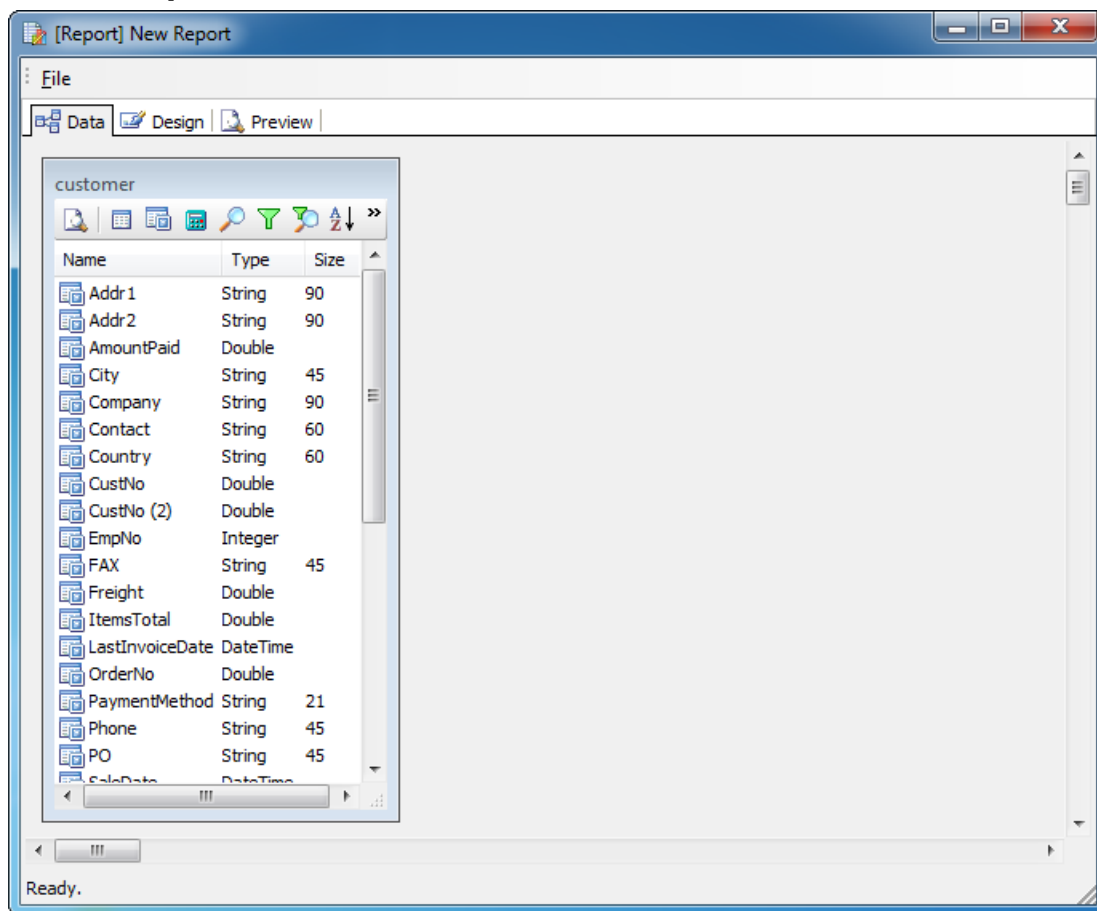 [Report] New Report
File
Data Design Preview
customer
Name Type Size
Addr1 String 90
Addr2 String 90
AmountPaid Double
City String 45
Company String 90
Contact String 60
Country String 60
CustNo Double
CustNo (2) Double
EmpNo Integer
FAX String 45
Freight Double
ItemsTotal Double
LastInvoiceDate DateTime
OrderNo Double
PaymentMethod String 21
Phone String 45
PO String 45
SaleDate DateTime
Ready.